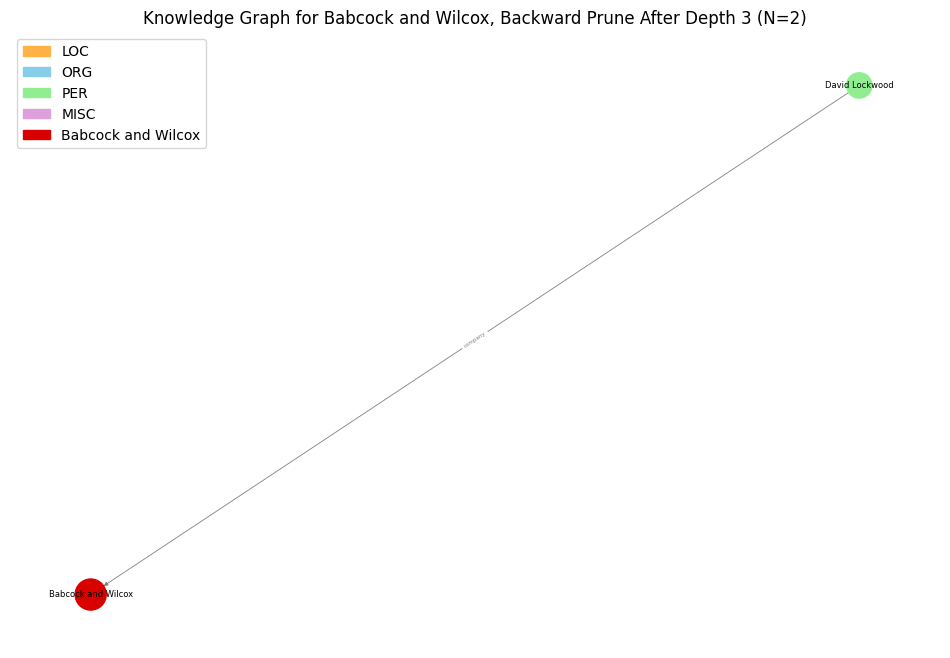 Knowledge Graph for Babcock and Wilcox, Backward Prune After Depth 3 (N=2)
LOC
ORG
PER
MISC
Babcock and Wilcox
David Lockwood
company
Babcock and Wilcox